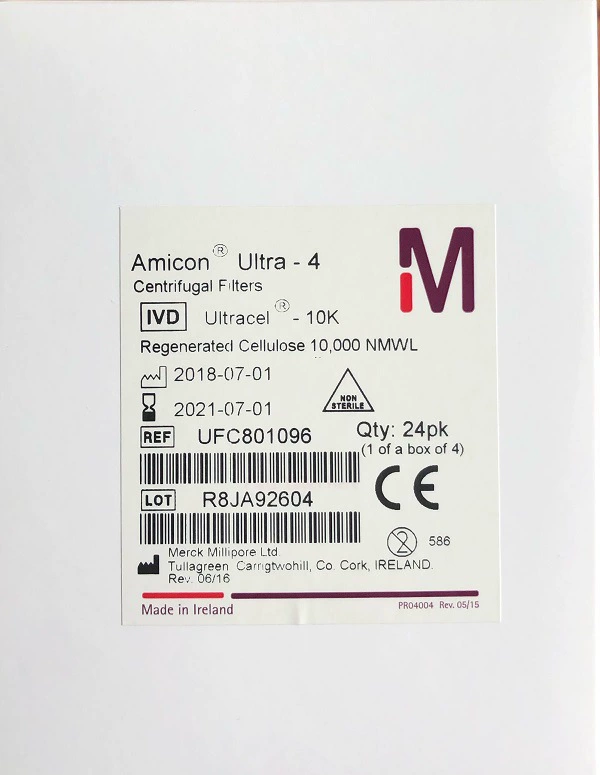 Amicon® Ultra - 4
Centrifugal Filters
IVD Ultracel® - 10K
Regenerated Cellulose 10,000 NMWL
2018-07-01
2021-07-01
NON
STERILE
REF UFC801096
Qty: 24pk
(1 of a box of 4)
LOT R8JA92604
CE
2 586
Merck Millipore Ltd.
Tullagreen, Carrigtwohill, Co. Cork, IRELAND.
Rev. 06/16
Made in Ireland
PR04004 Rev. 05/15
M